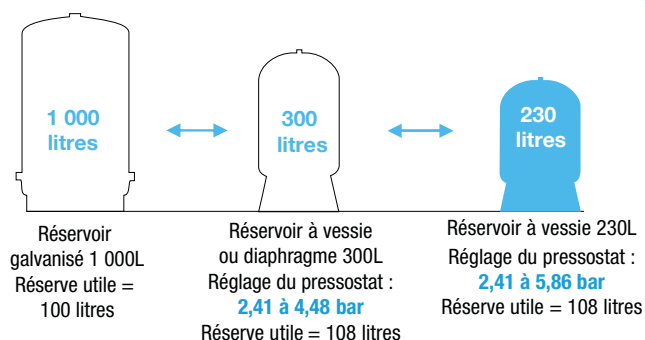 1 000
litres
300
litres
230
litres
Réservoir
galvanisé 1 000L
Réserve utile =
100 litres
Réservoir à vessie
ou diaphragme 300L
Réglage du pressostat :
2,41 à 4,48 bar
Réserve utile = 108 litres
Réservoir à vessie 230L
Réglage du pressostat :
2,41 à 5,86 bar
Réserve utile = 108 litres